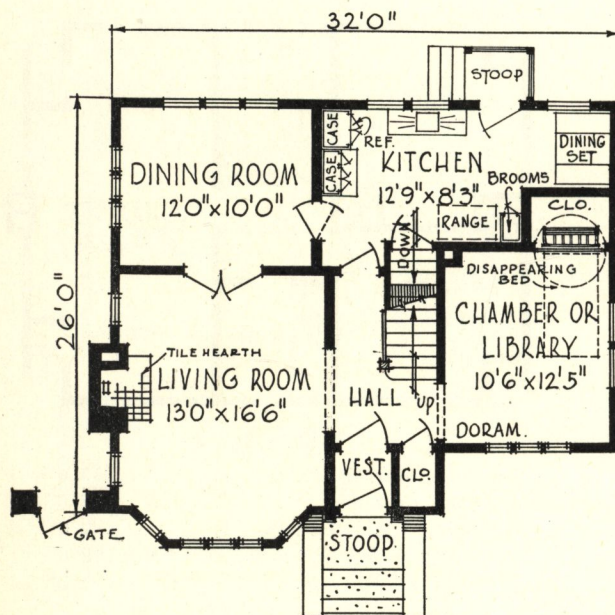 32'0"
STOOP
CASE
REF.
CASE
DINING ROOM
12'0"x10'0"
KITCHEN
12'9"x8'3"
DINING
SET
BROOMS
RANGE
CLO.
DOWN
26'0"
DISAPPEARING
BED
CHAMBER OR
LIBRARY
10'6"x12'5"
TILE HEARTH
LIVING ROOM
13'0"x16'6"
HALL
UP
DORAM.
VEST.
CLO.
GATE
STOOP